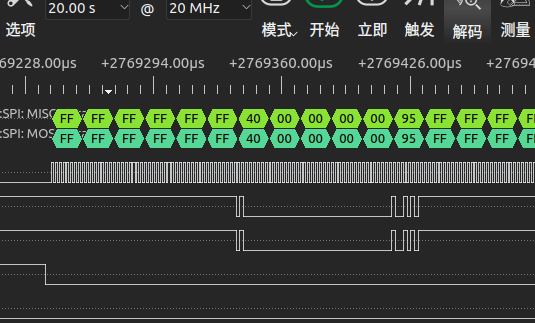 20.00 s @ 20 MHz
选项 模式 开始 立即 触发 解码 测量
69228.00µs +2769294.00µs +2769360.00µs +2769426.00µs +27694
:SPI: MISO FF FF FF FF FF FF 40 00 00 00 00 95 FF FF FF
:SPI: MOS FF FF FF FF FF FF 40 00 00 00 00 95 FF FF FF